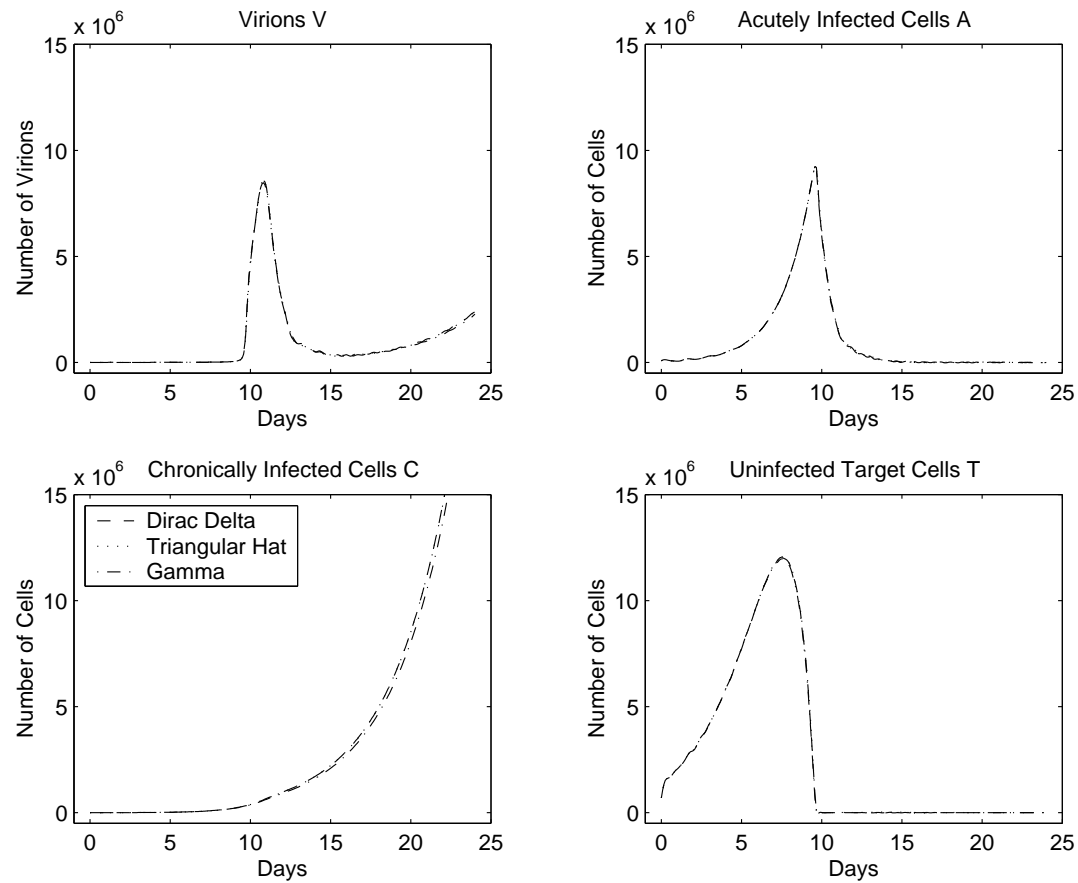 x 10^6
Virions V
15
10
5
0
Number of Virions
0 5 10 15 20 25
Days
x 10^6
Acutely Infected Cells A
15
10
5
0
Number of Cells
0 5 10 15 20 25
Days
x 10^6
Chronically Infected Cells C
15
10
5
0
Number of Cells
Dirac Delta
Triangular Hat
Gamma
0 5 10 15 20 25
Days
x 10^6
Uninfected Target Cells T
15
10
5
0
Number of Cells
0 5 10 15 20 25
Days